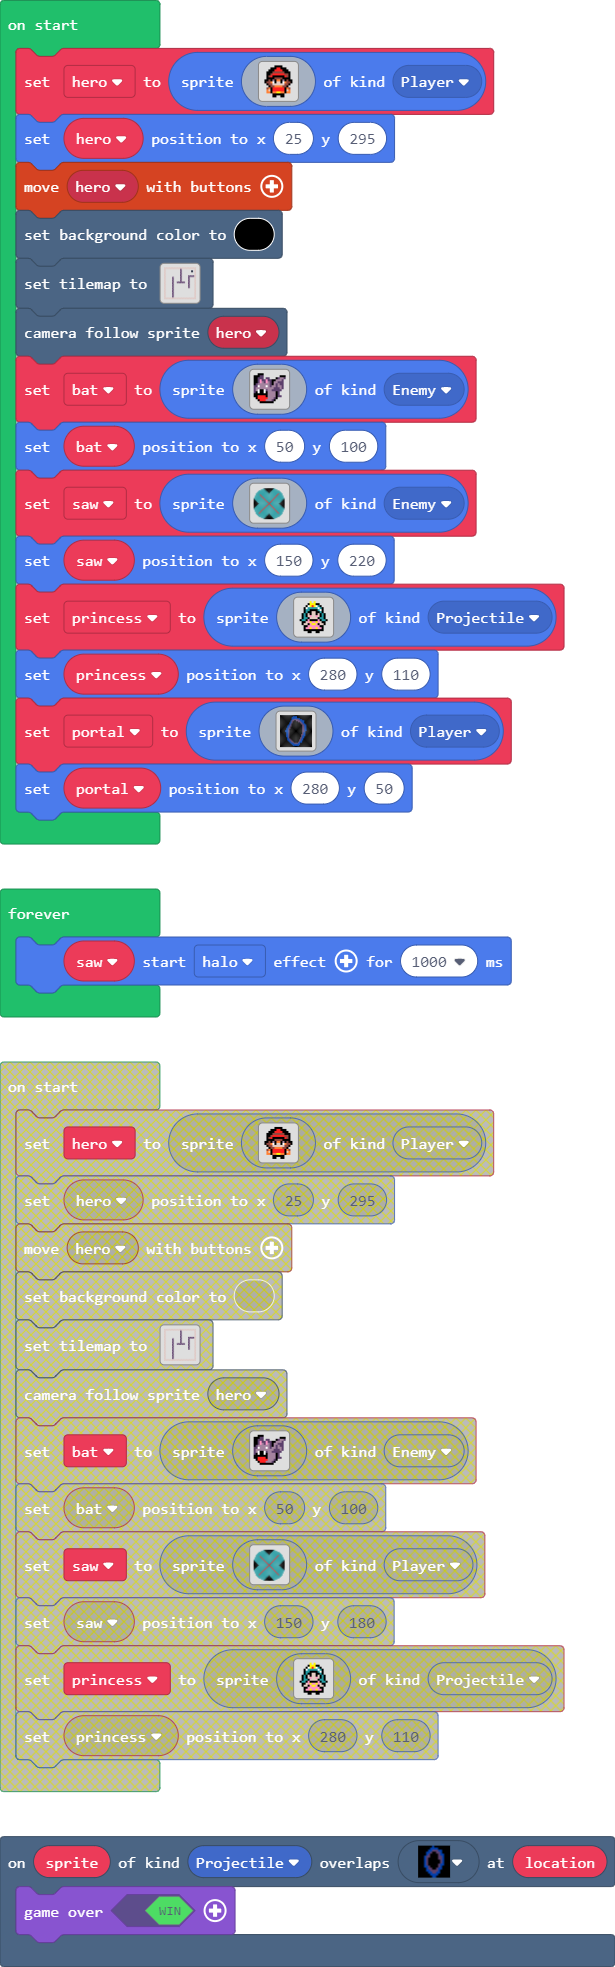 on start
set hero to sprite of kind Player
set hero position to x 25 y 295
move hero with buttons
set background color to
set tilemap to
camera follow sprite hero
set bat to sprite of kind Enemy
set bat position to x 50 y 100
set saw to sprite of kind Enemy
set saw position to x 150 y 220
set princess to sprite of kind Projectile
set princess position to x 280 y 110
set portal to sprite of kind Player
set portal position to x 280 y 50
forever
saw start halo effect for 1000 ms
on start
set hero to sprite of kind Player
set hero position to x 25 y 295
move hero with buttons
set background color to
set tilemap to
camera follow sprite hero
set bat to sprite of kind Enemy
set bat position to x 50 y 100
set saw to sprite of kind Player
set saw position to x 150 y 180
set princess to sprite of kind Projectile
set princess position to x 280 y 110
on sprite of kind Projectile overlaps at location
game over WIN